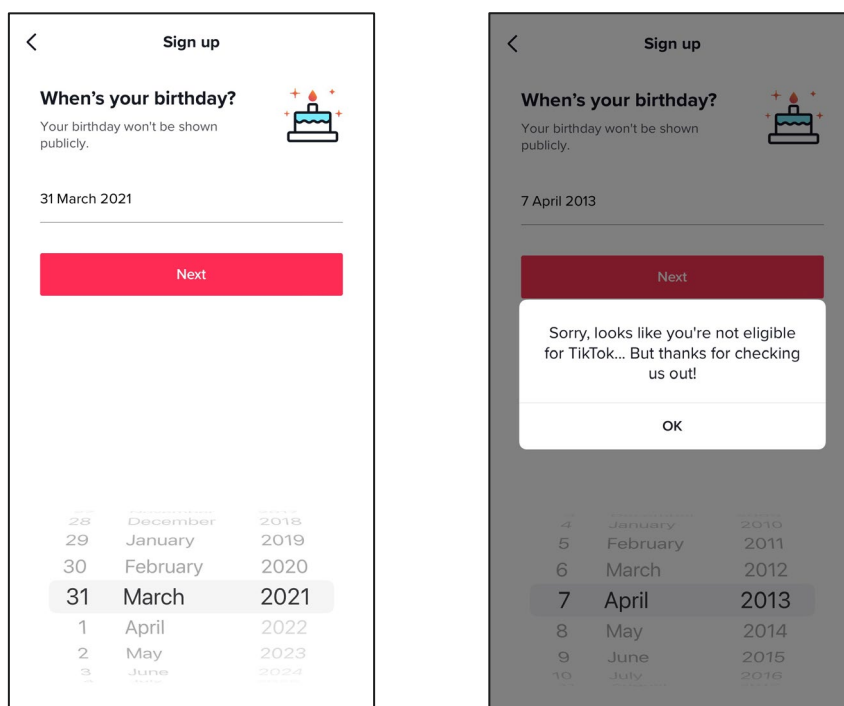 Sign up
When's your birthday?
Your birthday won't be shown
publicly.
31 March 2021
Next
28 December 2018
29 January 2019
30 February 2020
31 March 2021
1 April 2022
2 May 2023
3 June 2024
Sign up
When's your birthday?
Your birthday won't be shown
publicly.
7 April 2013
Next
Sorry, looks like you're not eligible
for TikTok... But thanks for checking
us out!
OK
4 January 2010
5 February 2011
6 March 2012
7 April 2013
8 May 2014
9 June 2015
10 July 2016